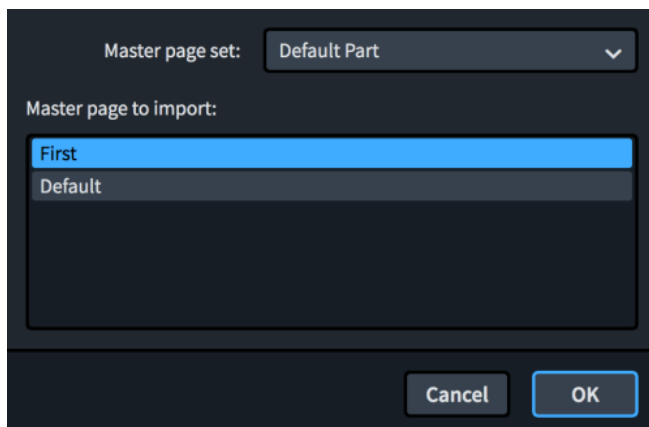 Master page set: Default Part
Master page to import:
First
Default
Cancel OK